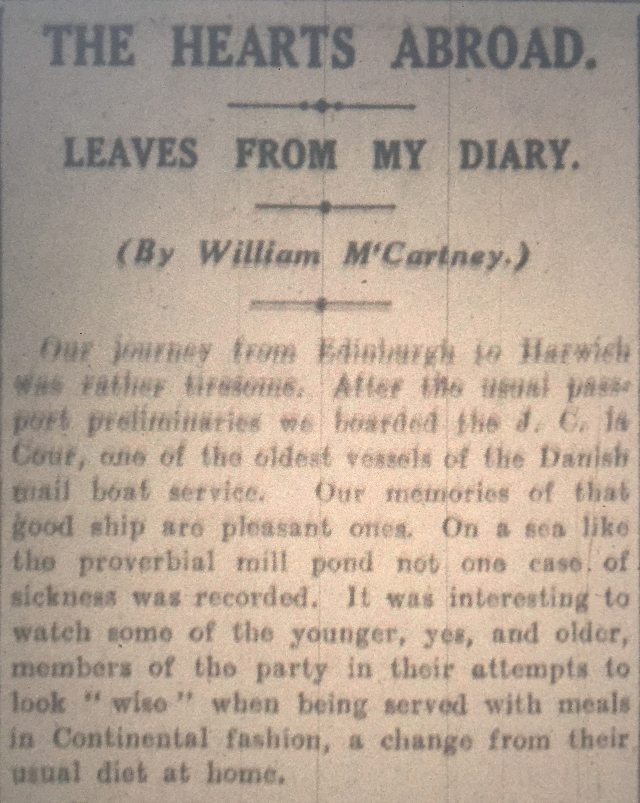 THE HEARTS ABROAD.
LEAVES FROM MY DIARY.
(By William M'Cartney.)
Our journey from Edinburgh to Harwich
was rather tiresome. After the usual pass-
port preliminaries we boarded the J. C. la
Cour, one of the oldest vessels of the Danish
mail boat service. Our memories of that
good ship are pleasant ones. On a sea like
the proverbial mill pond not one case of
sickness was recorded. It was interesting to
watch some of the younger, yes, and older,
members of the party in their attempts to
look "wise" when being served with meals
in Continental fashion, a change from their
usual diet at home.